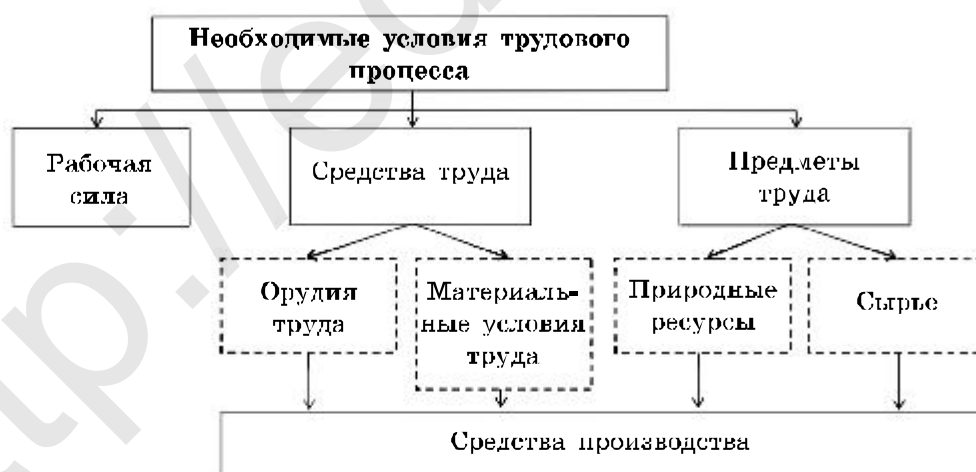 Необходимые условия трудового
процесса
Рабочая
сила
Средства труда
Предметы
труда
Орудия
труда
Материаль-
ные условия
труда
Природные
ресурсы
Сырье
Средства производства